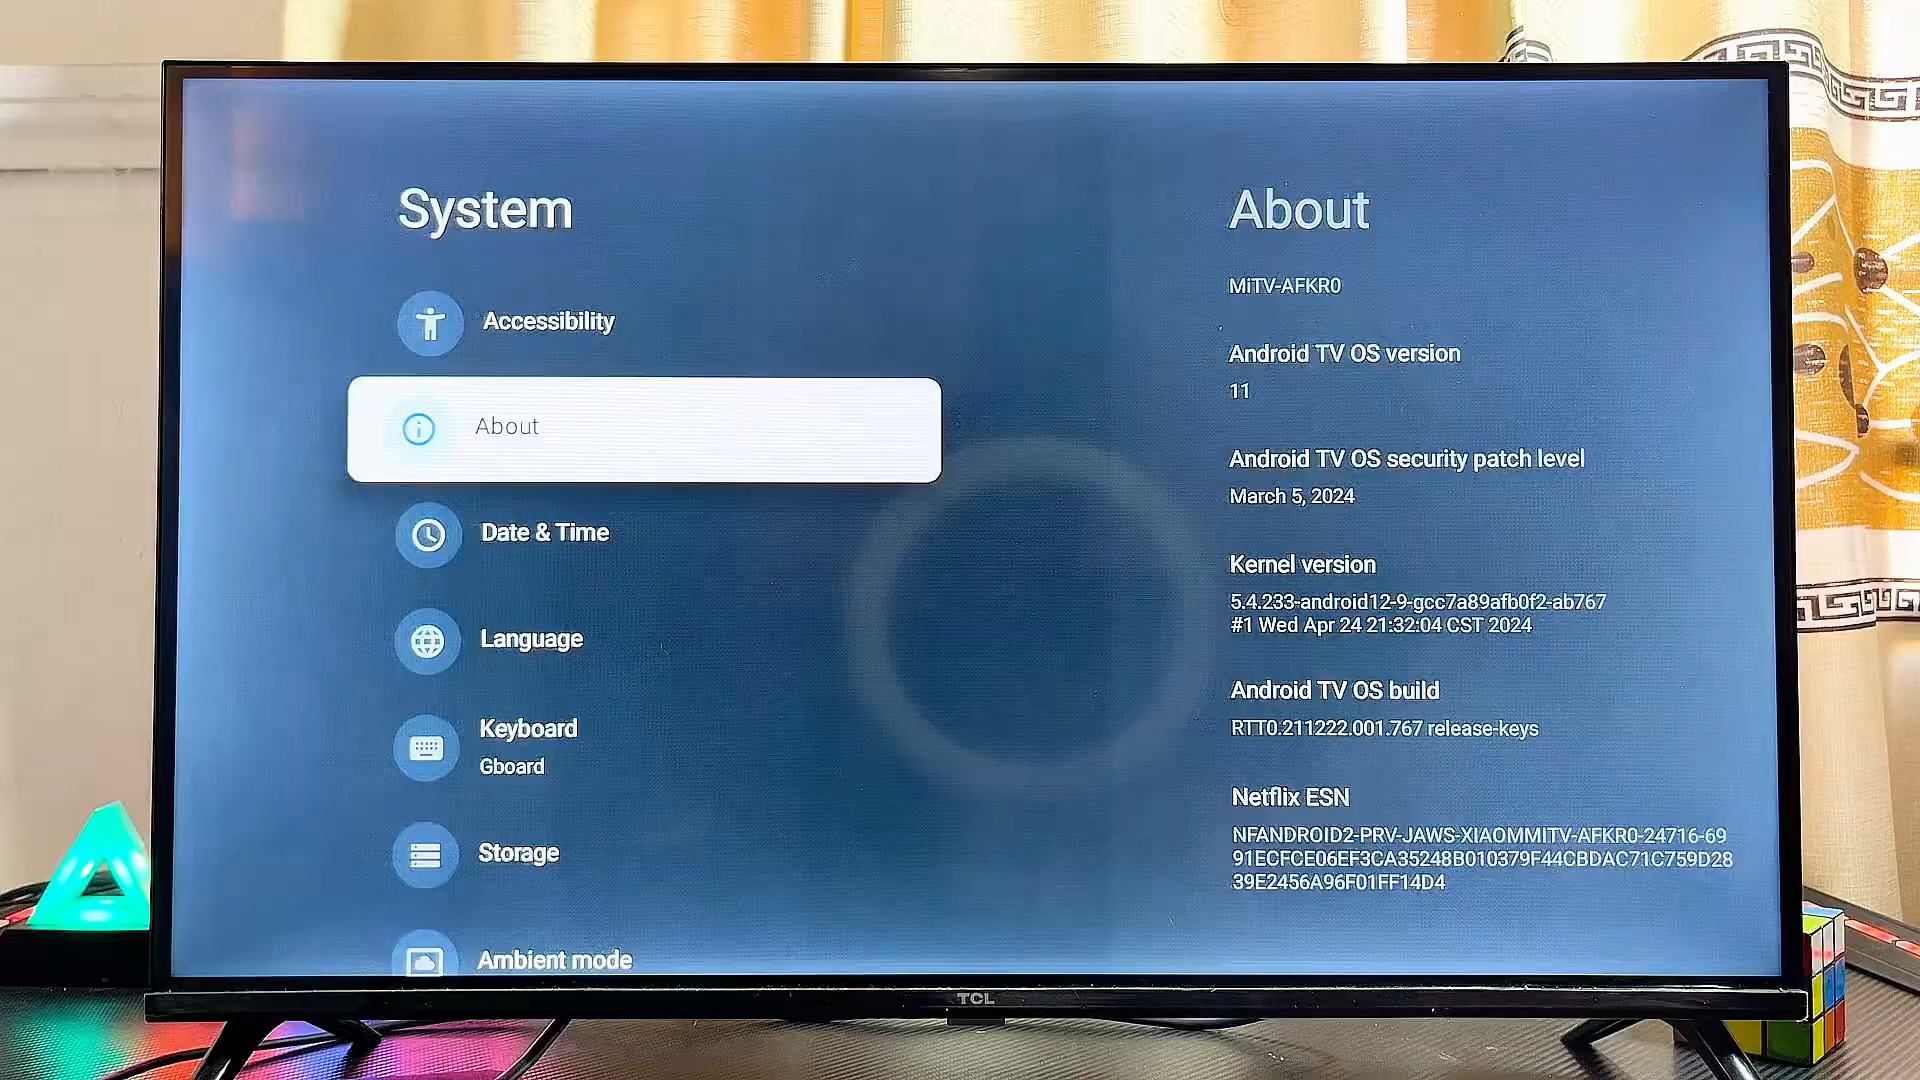 System
Accessibility
About
Date & Time
Language
Keyboard
Gboard
Storage
Ambient mode
About
MiTV-AFKR0
Android TV OS version
11
Android TV OS security patch level
March 5, 2024
Kernel version
5.4.233-android12-9-gcc7a89afb0f2-ab767
#1 Wed Apr 24 21:32:04 CST 2024
Android TV OS build
RTT0.211222.001.767 release-keys
Netflix ESN
NFANDROID2-PRV-JAWS-XIAOMMITV-AFKR0-24716-69
91ECFCE06EF3CA35248B010379F44CBDAC71C759D28
39E2456A96F01FF14D4
TCL